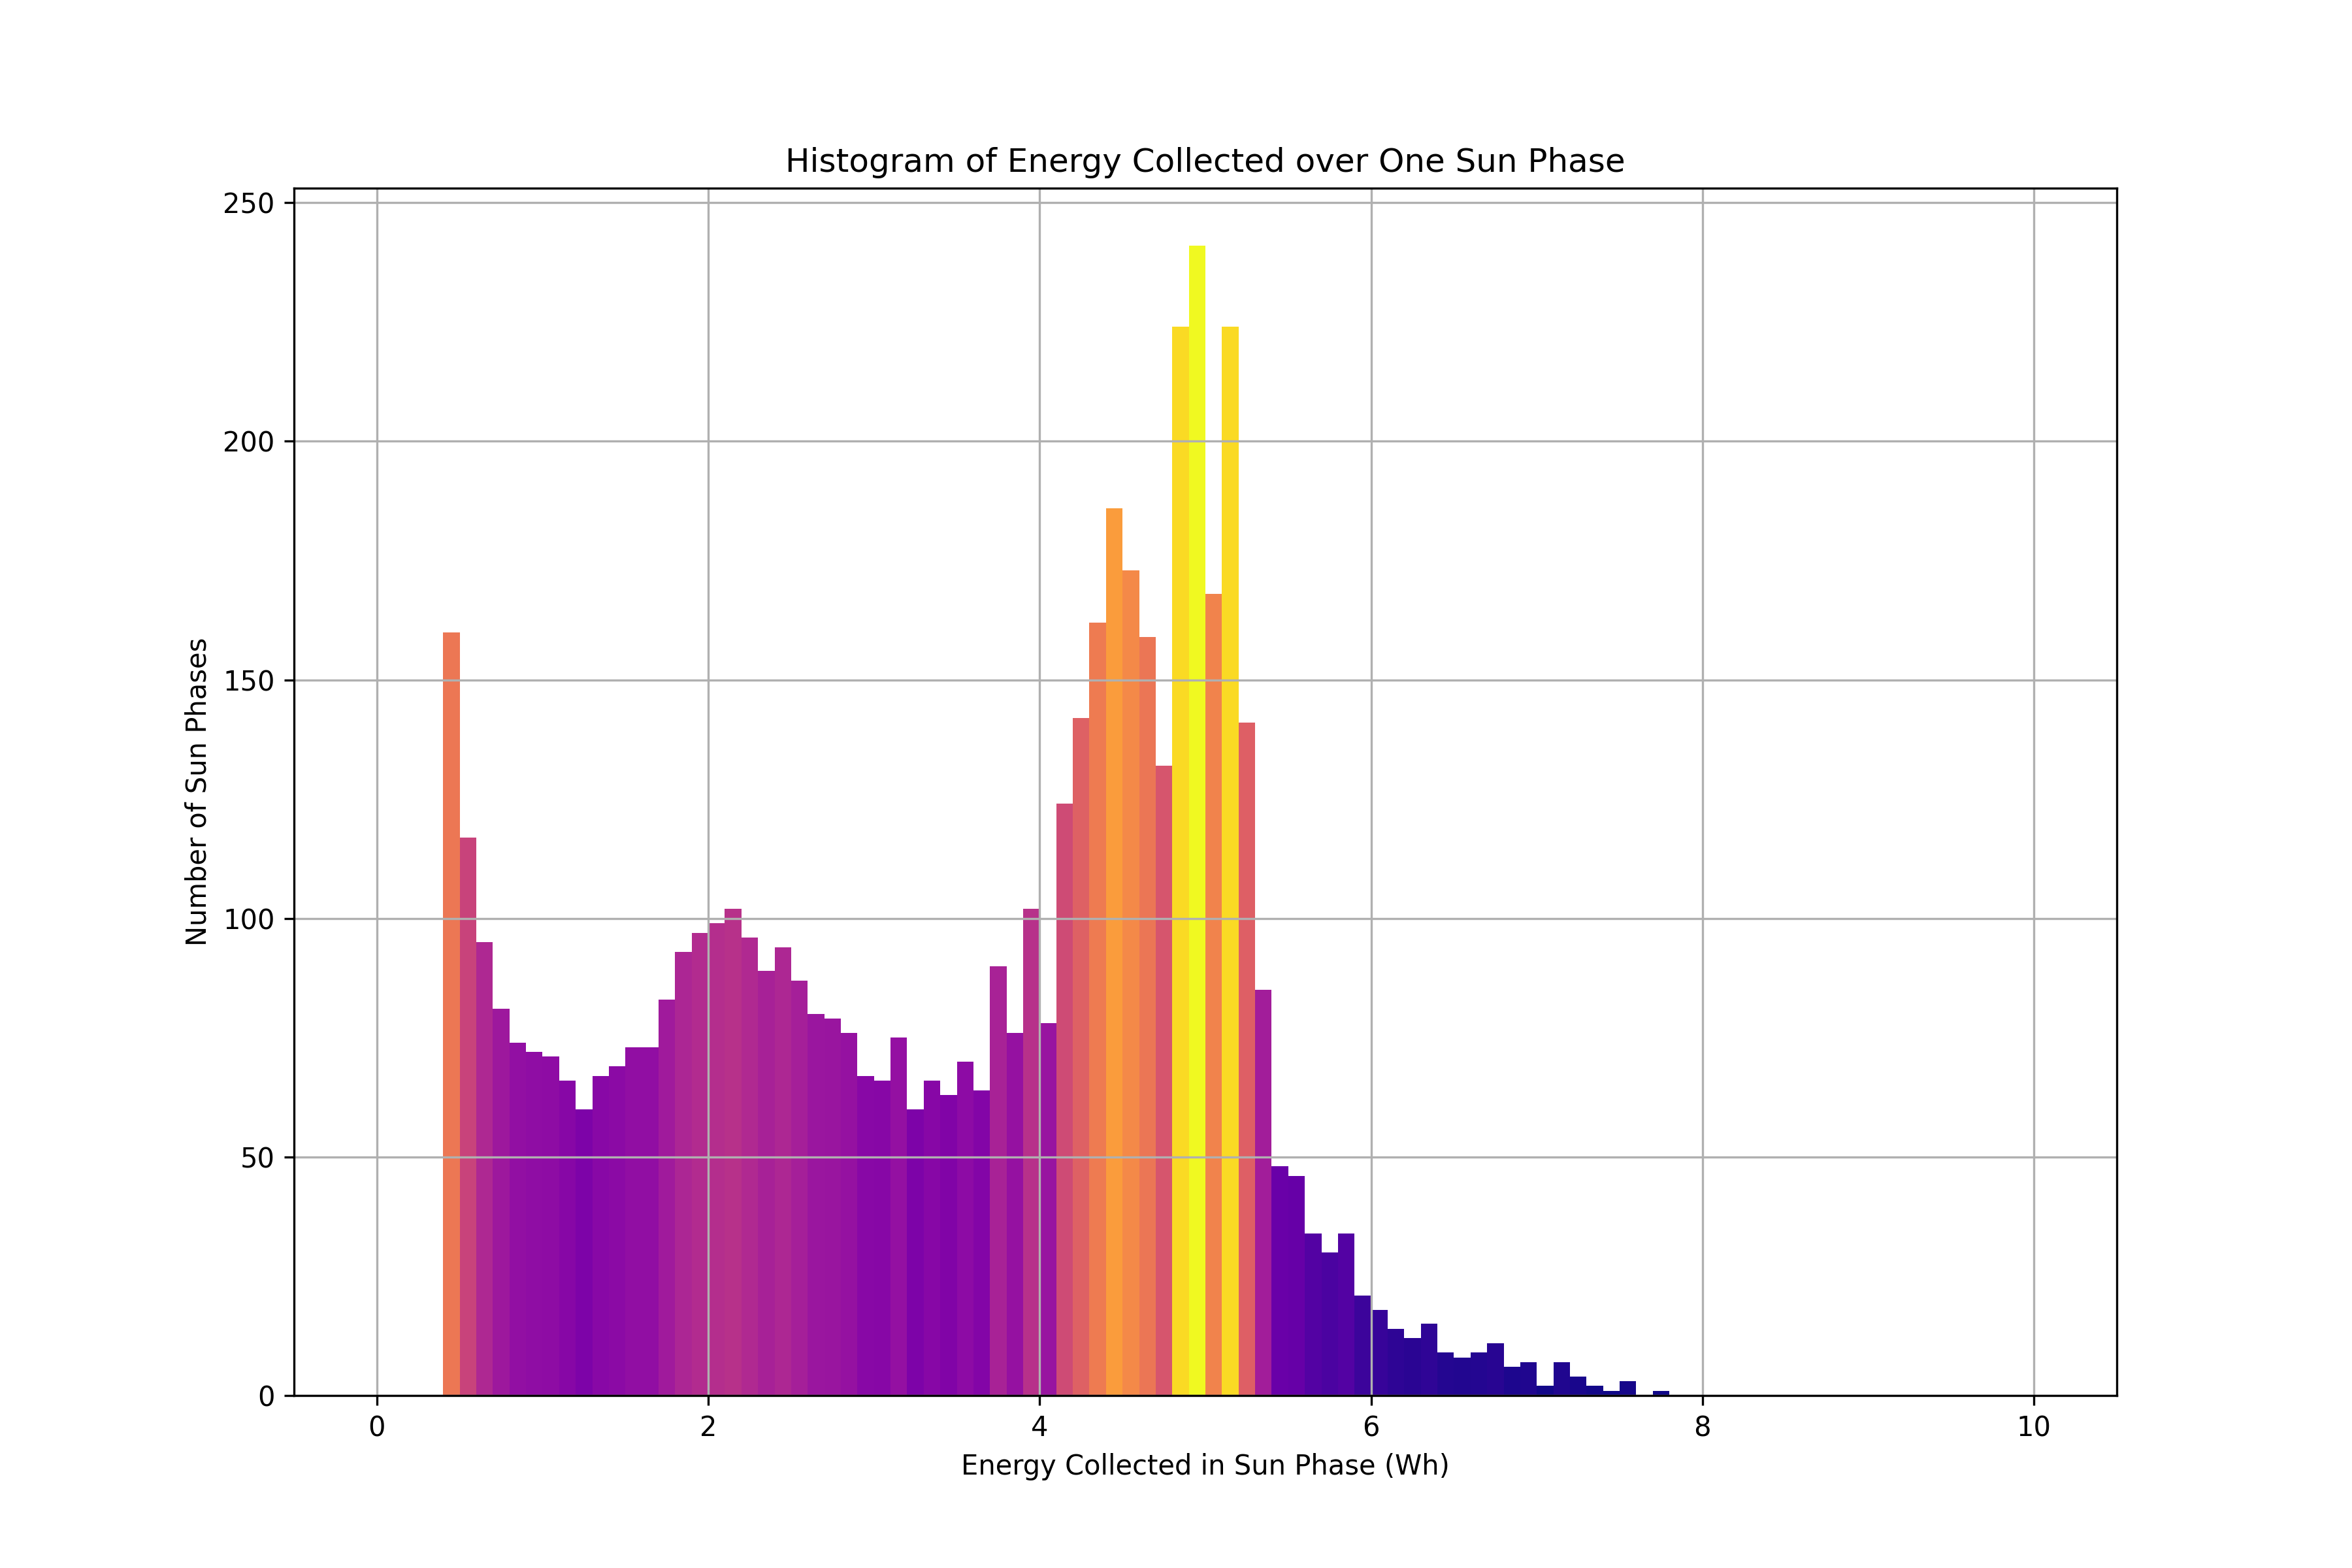 Histogram of Energy Collected over One Sun Phase
250
200
150
100
50
0
Number of Sun Phases
0 2 4 6 8 10
Energy Collected in Sun Phase (Wh)